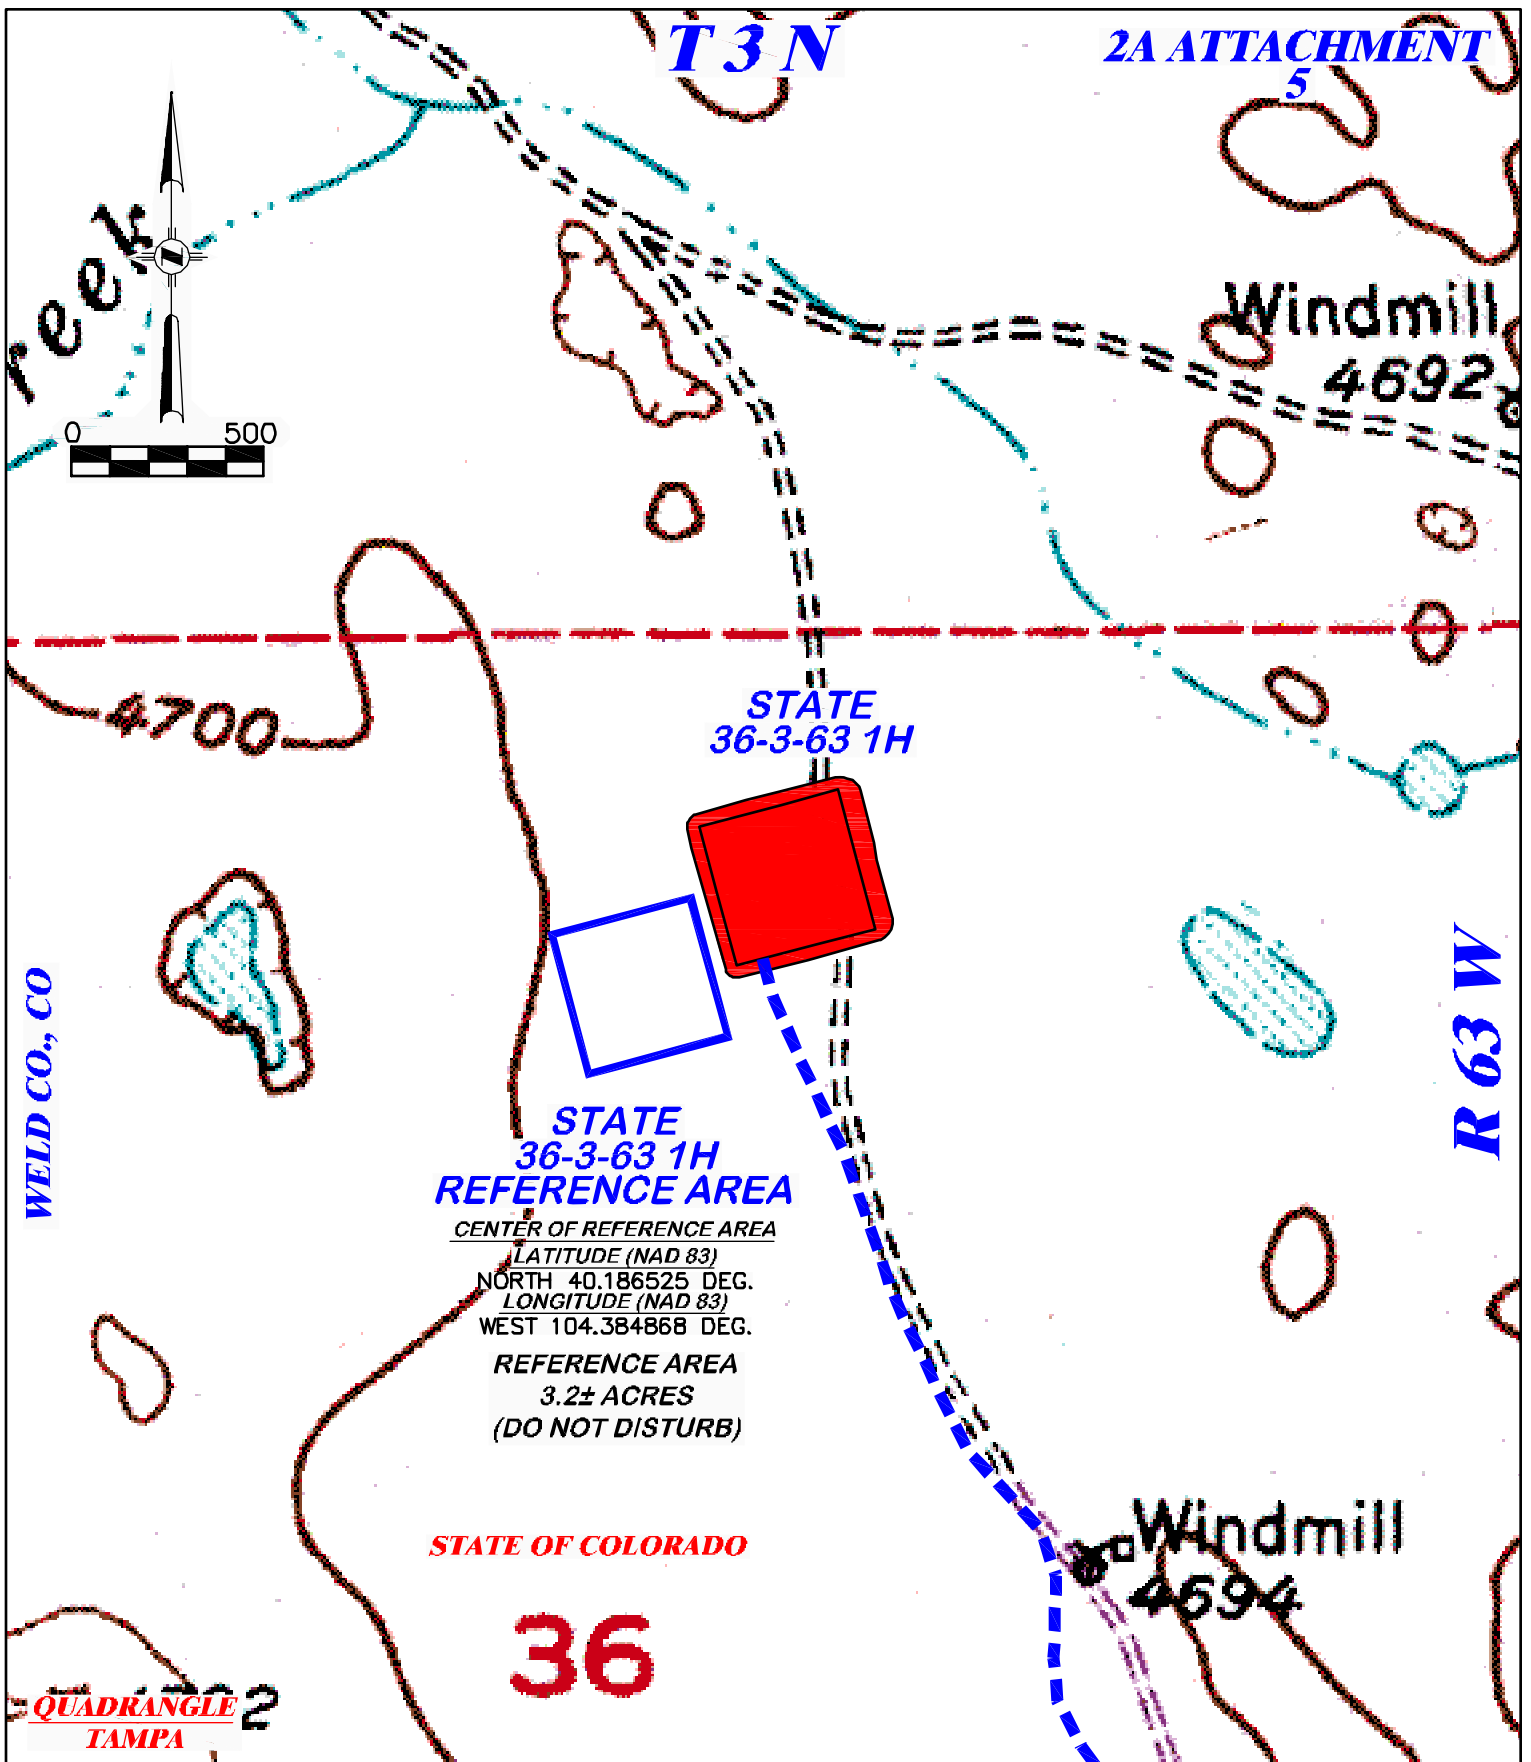 T 3 N
2A ATTACHMENT
5
reek
Windmill
4692
0 500
4700
STATE
36-3-63 1H
WELD CO., CO
R 63 W
STATE
36-3-63 1H
REFERENCE AREA
CENTER OF REFERENCE AREA
LATITUDE (NAD 83)
NORTH 40.186525 DEG.
LONGITUDE (NAD 83)
WEST 104.384868 DEG.
REFERENCE AREA
3.2± ACRES
(DO NOT DISTURB)
Windmill
4694
STATE OF COLORADO
36
QUADRANGLE
TAMPA